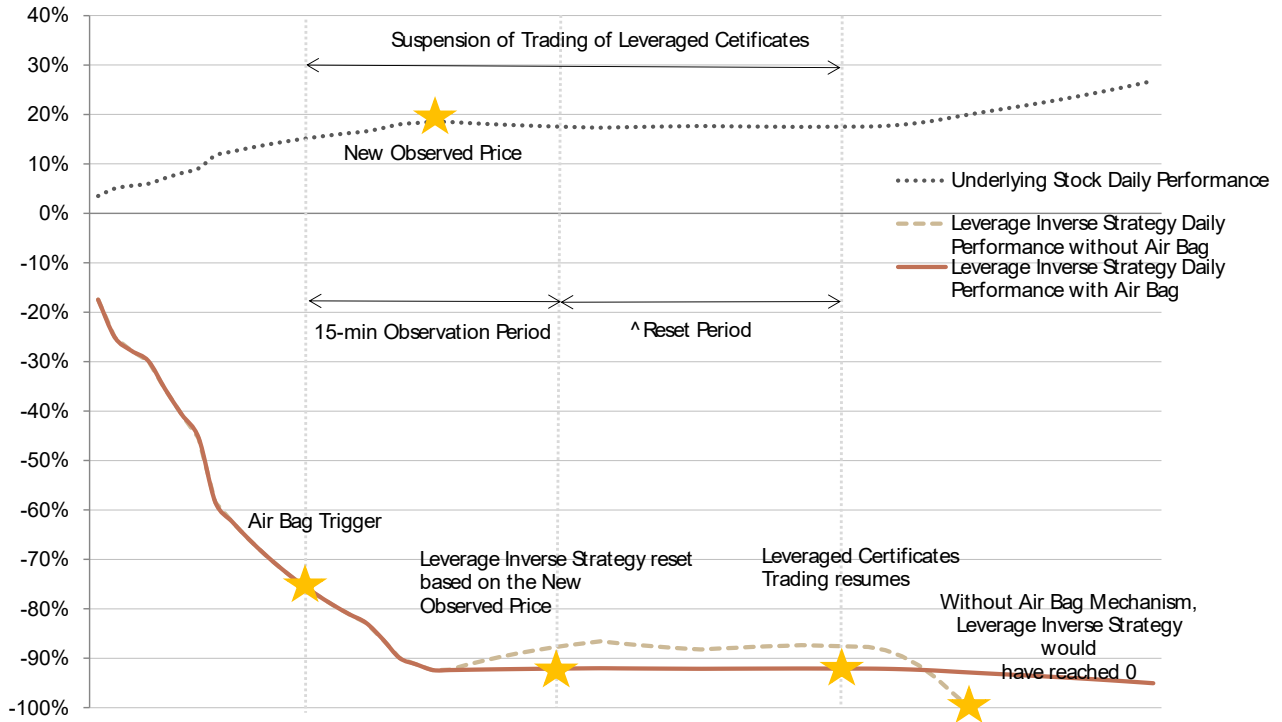 40%
Suspension of Trading of Leveraged Cetificates
30%
20%
New Observed Price
10%
Underlying Stock Daily Performance
0%
Leverage Inverse Strategy Daily
Performance without Air Bag
-10%
Leverage Inverse Strategy Daily
Performance with Air Bag
-20%
15-min Observation Period
^ Reset Period
-30%
-40%
-50%
-60%
Air Bag Trigger
-70%
Leverage Inverse Strategy reset
based on the New
Observed Price
Leveraged Certificates
Trading resumes
-80%
Without Air Bag Mechanism,
Leverage Inverse Strategy
would
have reached 0
-90%
-100%